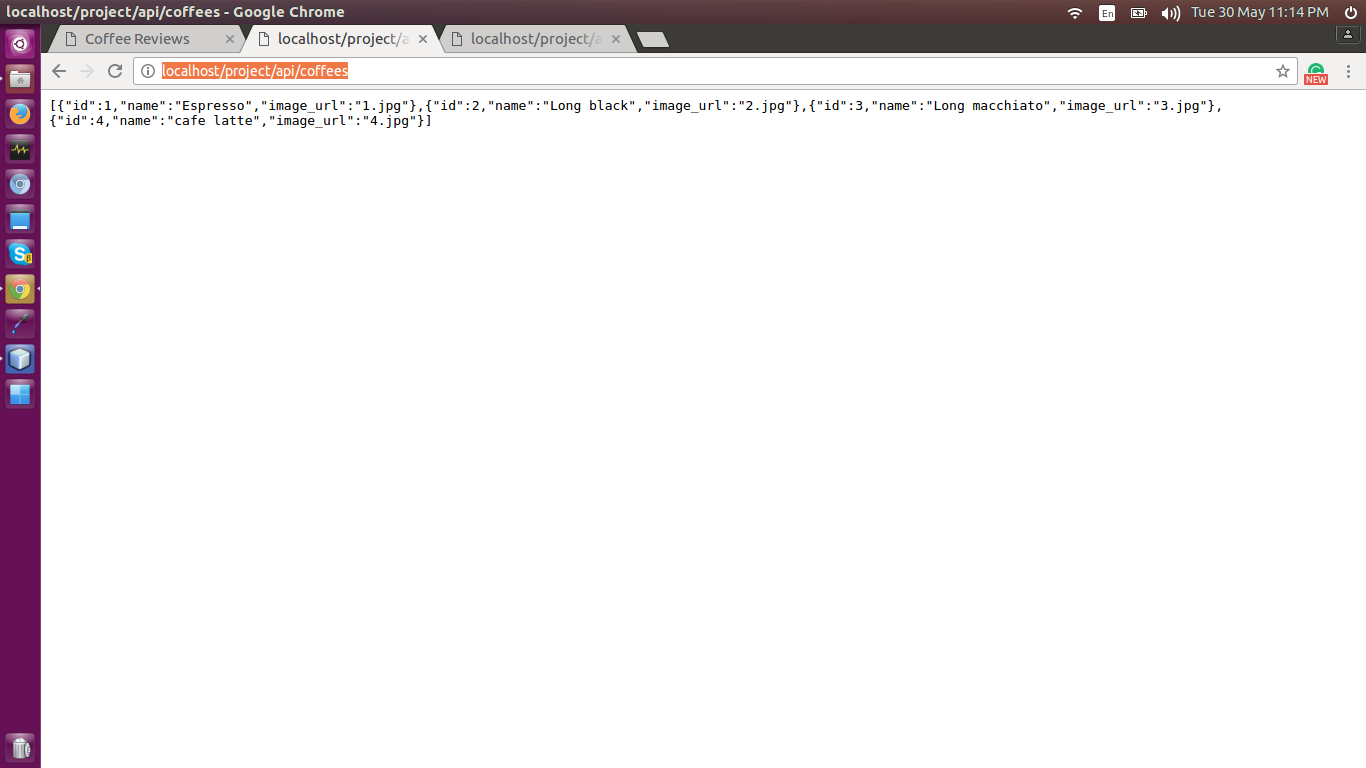 localhost/project/api/coffees - Google Chrome
En
Tue 30 May 11:14 PM
Coffee Reviews
localhost/project/a
localhost/project/a
localhost/project/api/coffees
NEW
[{"id":1,"name":"Espresso","image_url":"1.jpg"},{"id":2,"name":"Long black","image_url":"2.jpg"},{"id":3,"name":"Long macchiato","image_url":"3.jpg"},
{"id":4,"name":"cafe latte","image_url":"4.jpg"}]